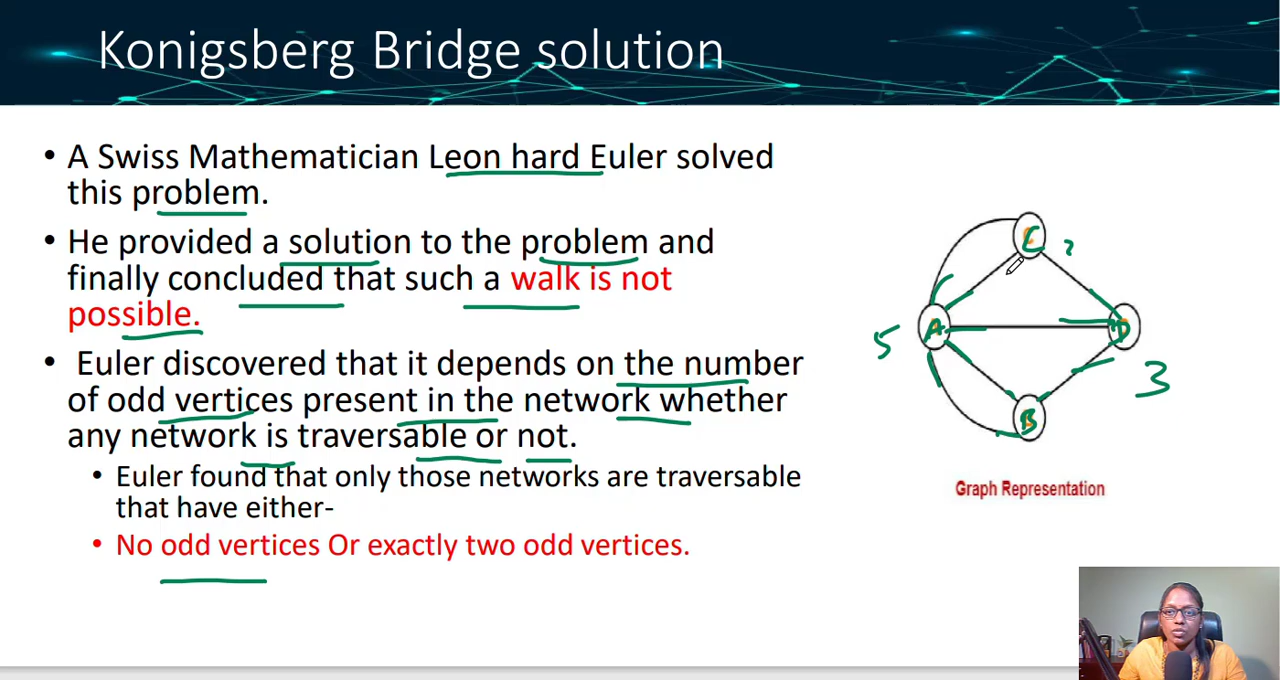 Konigsberg Bridge solution
• A Swiss Mathematician Leon hard Euler solved
this problem.
• He provided a solution to the problem and
finally concluded that such a walk is not
possible.
• Euler discovered that it depends on the number
of odd vertices present in the network whether
any network is traversable or not.
• Euler found that only those networks are traversable
that have either-
• No odd vertices Or exactly two odd vertices.
C
A
D
5
3
B
Graph Representation